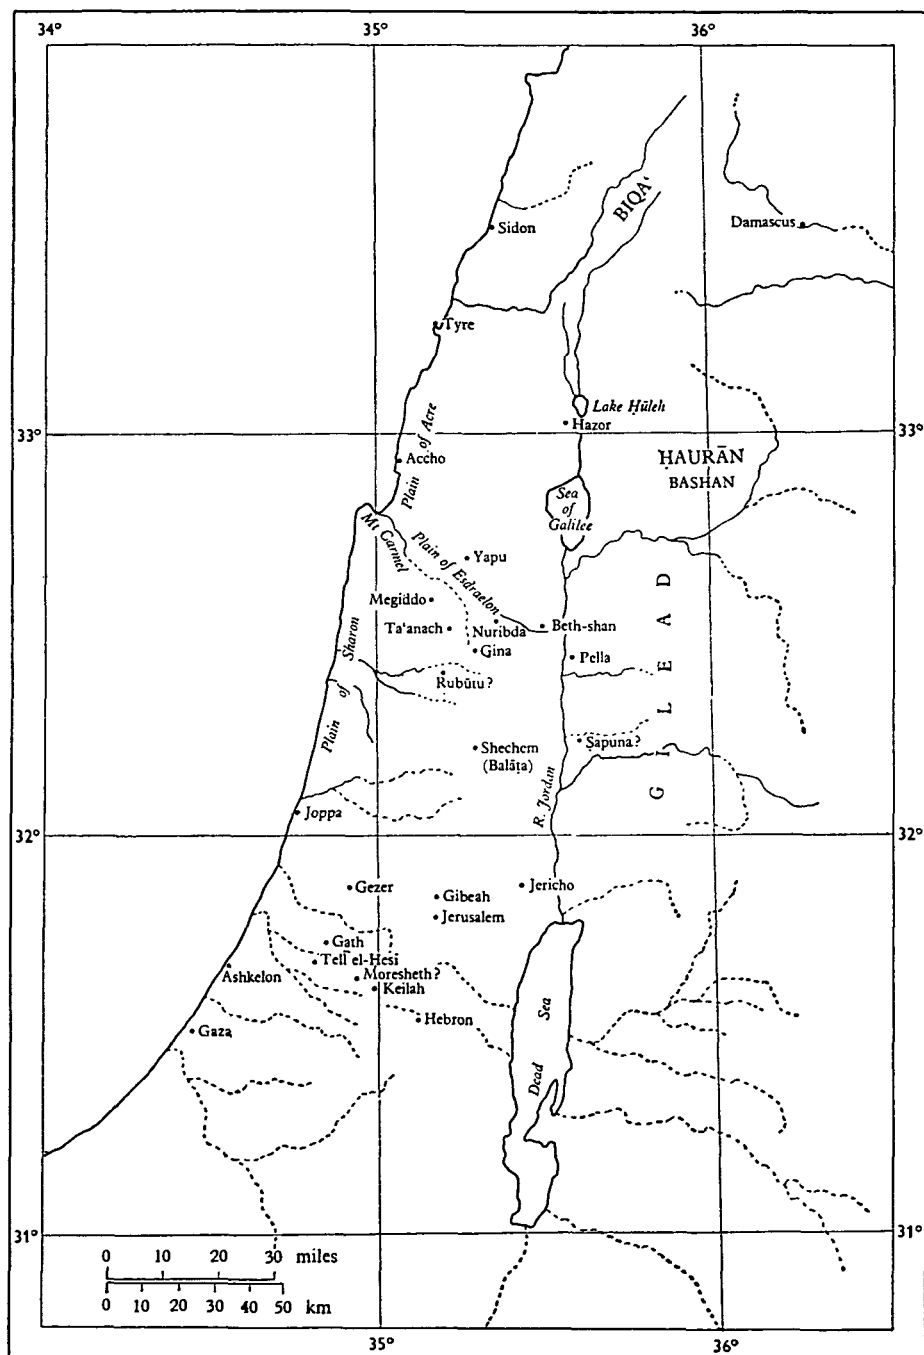 34°
35°
36°
BIQA'
Sidon
Damascus
Tyre
Lake Ḥūleh
Hazor
33°
33°
Plain of Acre
ḤAURĀN
BASHAN
Accho
Sea
of
Galilee
Mt Carmel
Plain of Esdraelon
Yapu
Megiddo
Ta'anach
Nuribda
Beth-shan
Gina
Pella
Plain of Sharon
Rubūtu?
GILEAD
Shechem
(Balāṭa)
Ṣapuna?
R. Jordan
Joppa
32°
32°
Gezer
Gibeah
Jericho
Jerusalem
Gath
Tell el-Hesi
Moresheth?
Ashkelon
Keilah
Hebron
Gaza
Dead Sea
31°
31°
0 10 20 30 miles
0 10 20 30 40 50 km
35°
36°